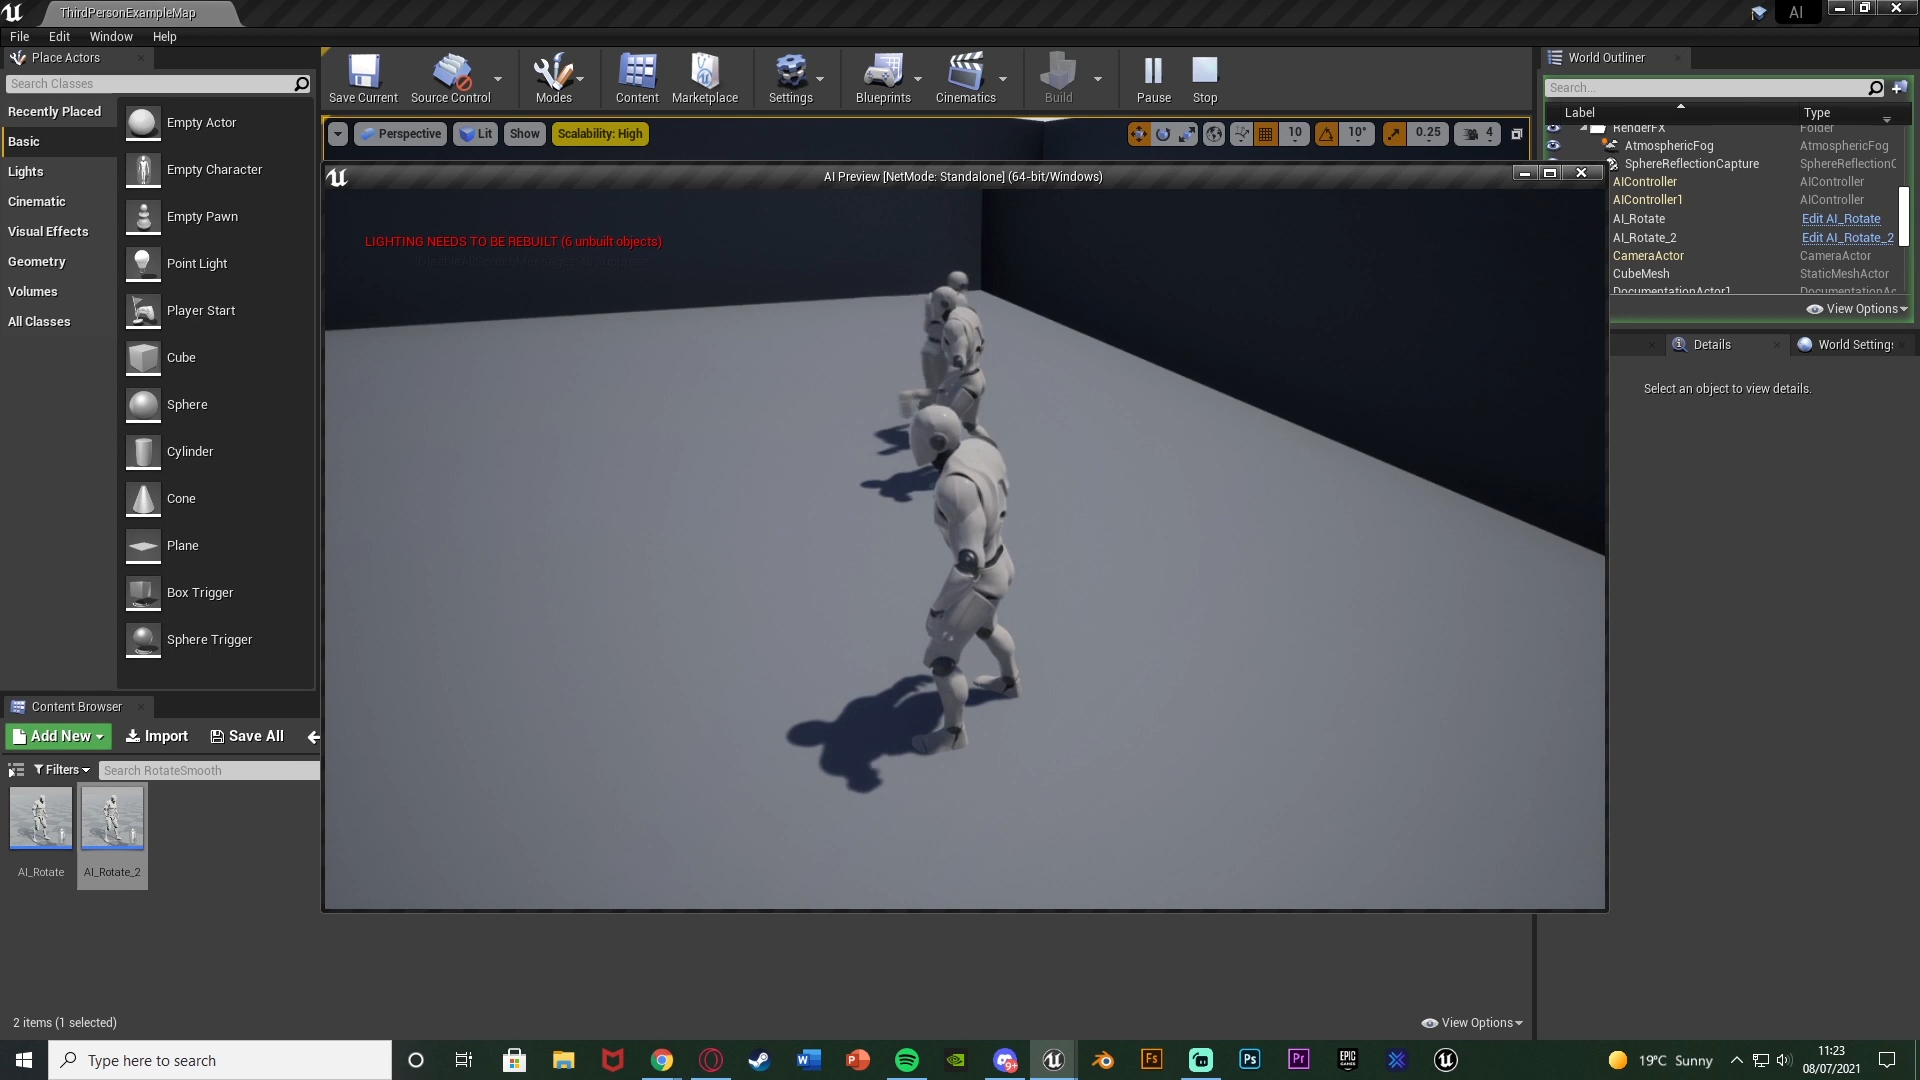 ThirdPersonExampleMap
AI
File Edit Window Help
Place Actors
Search Classes
Recently Placed
Basic
Lights
Cinematic
Visual Effects
Geometry
Volumes
All Classes
Empty Actor
Empty Character
Empty Pawn
Point Light
Player Start
Cube
Sphere
Cylinder
Cone
Plane
Box Trigger
Sphere Trigger
Save Current Source Control Modes Content Marketplace Settings Blueprints Cinematics Build Pause Stop
Perspective Lit Show Scalability: High 10 10° 0.25 4
AI Preview [NetMode: Standalone] (64-bit/Windows)
LIGHTING NEEDS TO BE REBUILT (6 unbuilt objects)
World Outliner
Search...
Label Type
RenderFX Folder
AtmosphericFog AtmosphericFog
SphereReflectionCapture SphereReflectionC
AIController AIController
AIController1 AIController
AI_Rotate Edit AI_Rotate
AI_Rotate_2 Edit AI_Rotate_2
CameraActor CameraActor
CubeMesh StaticMeshActor
DocumentationActor1 DocumentationAc
View Options
Details World Settings
Select an object to view details.
Content Browser
Add New Import Save All
Filters Search RotateSmooth
AI_Rotate AI_Rotate_2
2 items (1 selected) View Options
Type here to search
19°C Sunny
11:23
08/07/2021